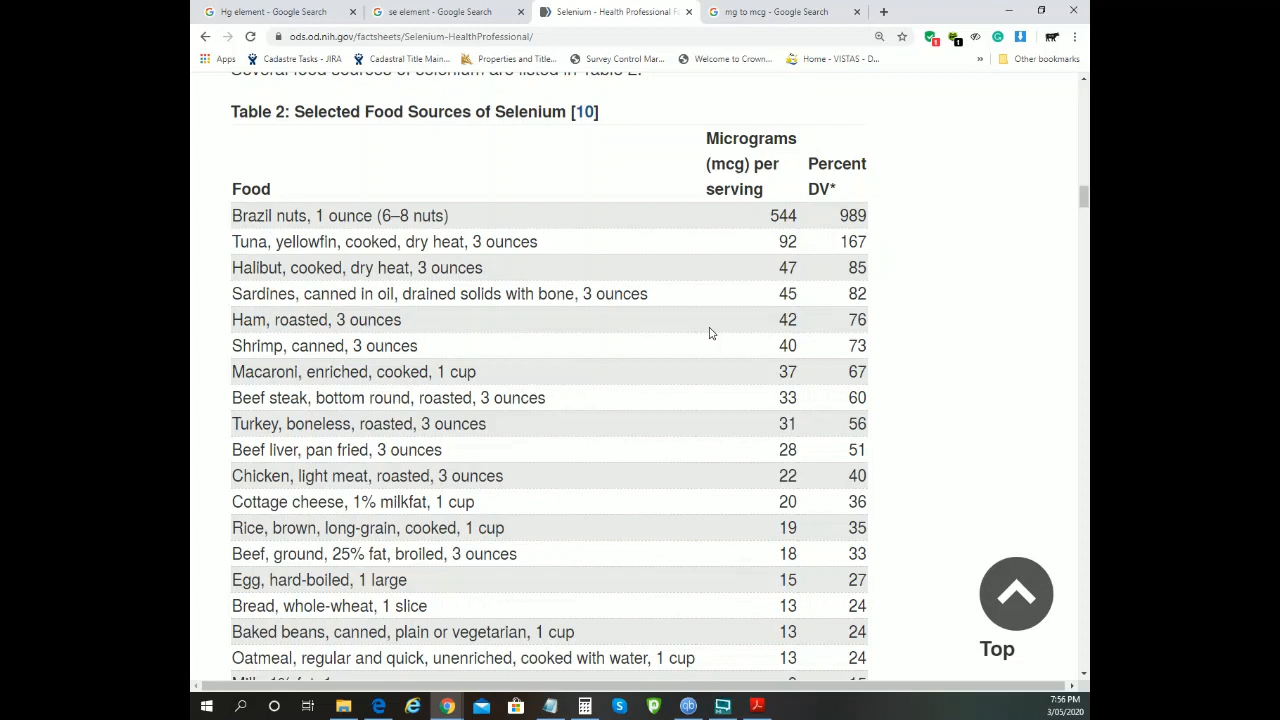 Hg element - Google Search
se element - Google Search
Selenium - Health Professional Fa
mg to mcg - Google Search
ods.od.nih.gov/factsheets/Selenium-HealthProfessional/
Apps
Cadastre Tasks - JIRA
Cadastral Title Main...
Properties and Title...
Survey Control Mar...
Welcome to Crown...
Home - VISTAS - D...
»
Other bookmarks
Several food sources of selenium are listed in Table 2.
Table 2: Selected Food Sources of Selenium [10]
Food Micrograms (mcg) per serving Percent DV*
Brazil nuts, 1 ounce (6–8 nuts) 544 989
Tuna, yellowfin, cooked, dry heat, 3 ounces 92 167
Halibut, cooked, dry heat, 3 ounces 47 85
Sardines, canned in oil, drained solids with bone, 3 ounces 45 82
Ham, roasted, 3 ounces 42 76
Shrimp, canned, 3 ounces 40 73
Macaroni, enriched, cooked, 1 cup 37 67
Beef steak, bottom round, roasted, 3 ounces 33 60
Turkey, boneless, roasted, 3 ounces 31 56
Beef liver, pan fried, 3 ounces 28 51
Chicken, light meat, roasted, 3 ounces 22 40
Cottage cheese, 1% milkfat, 1 cup 20 36
Rice, brown, long-grain, cooked, 1 cup 19 35
Beef, ground, 25% fat, broiled, 3 ounces 18 33
Egg, hard-boiled, 1 large 15 27
Bread, whole-wheat, 1 slice 13 24
Baked beans, canned, plain or vegetarian, 1 cup 13 24
Oatmeal, regular and quick, unenriched, cooked with water, 1 cup 13 24
Top
7:56 PM
3/05/2020